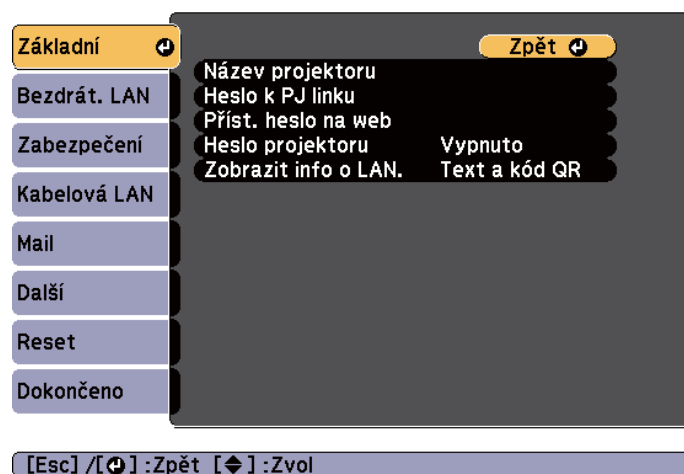 Základní
Bezdrát. LAN
Zabezpečení
Kabelová LAN
Mail
Další
Reset
Dokončeno
Zpět
Název projektoru
Heslo k PJ linku
Příst. heslo na web
Heslo projektoru Vypnuto
Zobrazit info o LAN. Text a kód QR
[Esc] /[⏎] :Zpět [◆] :Zvol